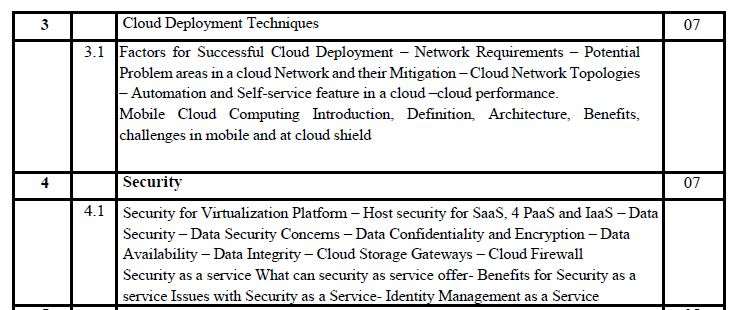 3 Cloud Deployment Techniques 07
3.1 Factors for Successful Cloud Deployment – Network Requirements – Potential
Problem areas in a cloud Network and their Mitigation – Cloud Network Topologies
– Automation and Self-service feature in a cloud –cloud performance.
Mobile Cloud Computing Introduction, Definition, Architecture, Benefits,
challenges in mobile and at cloud shield
4 Security 07
4.1 Security for Virtualization Platform – Host security for SaaS, 4 PaaS and IaaS – Data
Security – Data Security Concerns – Data Confidentiality and Encryption – Data
Availability – Data Integrity – Cloud Storage Gateways – Cloud Firewall
Security as a service What can security as service offer- Benefits for Security as a
service Issues with Security as a Service- Identity Management as a Service